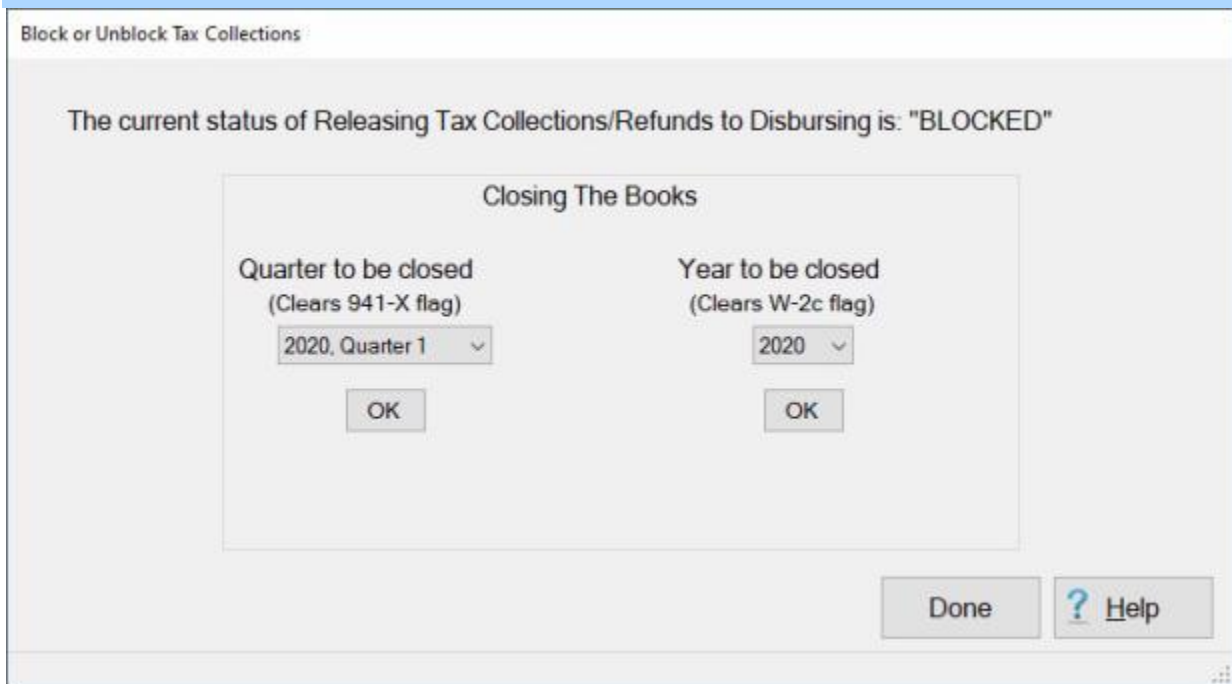 Block or Unblock Tax Collections
The current status of Releasing Tax Collections/Refunds to Disbursing is: "BLOCKED"
Closing The Books
Quarter to be closed
(Clears 941-X flag)
2020, Quarter 1
OK
Year to be closed
(Clears W-2c flag)
2020
OK
Done
? Help